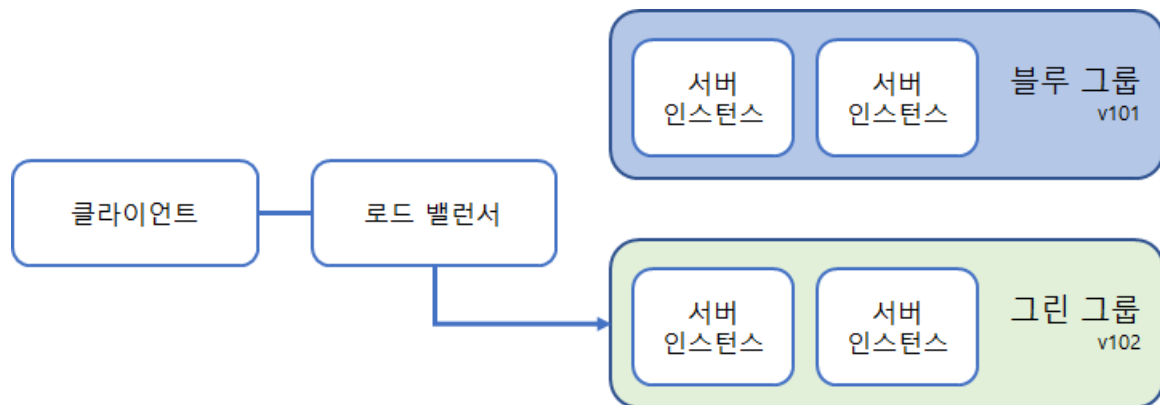 서버
인스턴스
서버
인스턴스
블루 그룹
v101
클라이언트
로드 밸런서
서버
인스턴스
서버
인스턴스
그린 그룹
v102